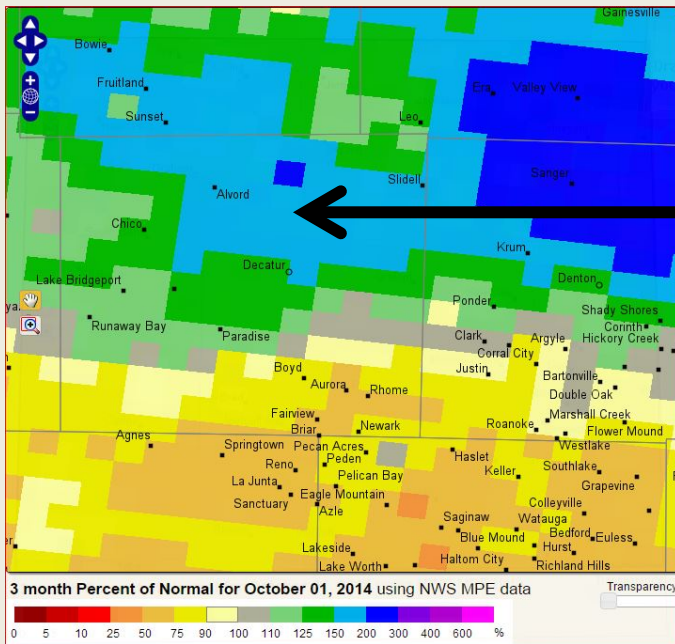 Gainesville
Bowie
Fruitland
Era
Valley View
Sunset
Leo
Alvord
Slidell
Sanger
Chico
Krum
Decatur
Denton
Lake Bridgeport
Ponder
Shady Shores
Runaway Bay
Paradise
Corinth
Clark
Argyle
Hickory Creek
Corral City
Boyd
Justin
Bartonville
Aurora
Rhome
Double Oak
Fairview
Marshall Creek
Briar
Newark
Roanoke
Flower Mound
Agnes
Springtown
Pecan Acres
Westlake
Reno
Peden
Haslet
Southlake
La Junta
Pelican Bay
Keller
Grapevine
Sanctuary
Eagle Mountain
Azle
Colleyville
Saginaw
Watauga
Blue Mound
Bedford
Euless
Lakeside
Hurst
Lake Worth
Haltom City
Richland Hills
3 month Percent of Normal for October 01, 2014 using NWS MPE data
Transparency
0 5 10 25 50 75 90 100 110 125 150 200 300 400 600 %